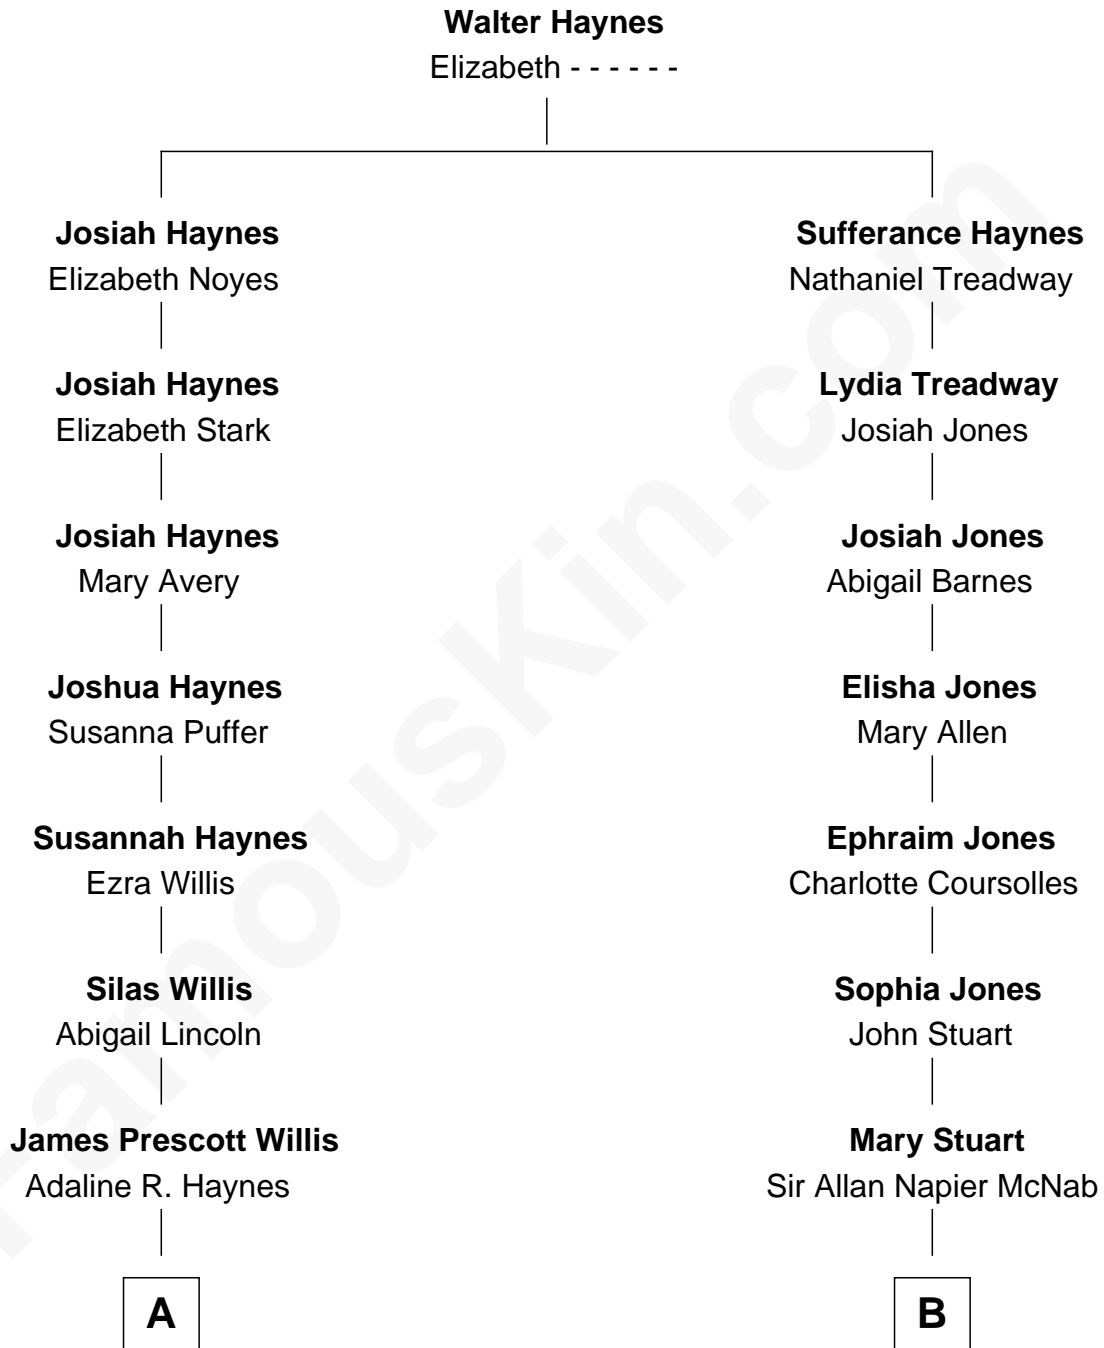 Walter Haynes
Elizabeth - - - - - -
Josiah Haynes
Elizabeth Noyes
Sufferance Haynes
Nathaniel Treadway
Josiah Haynes
Elizabeth Stark
Lydia Treadway
Josiah Jones
Josiah Haynes
Mary Avery
Josiah Jones
Abigail Barnes
Joshua Haynes
Susanna Puffer
Elisha Jones
Mary Allen
Susannah Haynes
Ezra Willis
Ephraim Jones
Charlotte Coursolles
Silas Willis
Abigail Lincoln
Sophia Jones
John Stuart
James Prescott Willis
Adaline R. Haynes
Mary Stuart
Sir Allan Napier McNab
A
B
FamousKin.com